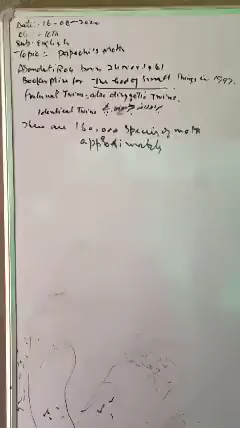 Date: 16-08-2020
Cl: 10th
Sub: English
Topic: Papachi's moth
Arundhati Roy born 24 Nov 1961
Booker prize for The God of Small Things in 1997.
Fraternal Twins, also dizygotic Twins.
Identical Twins
There are 160,000 species of moth
approximately